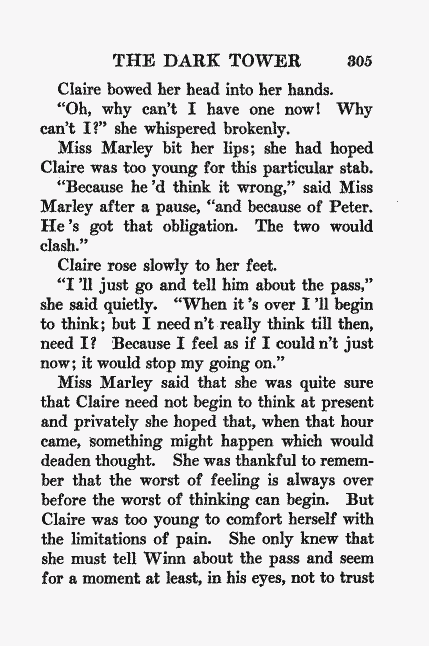 THE DARK TOWER 305
Claire bowed her head into her hands.
"Oh, why can't I have one now! Why
can't I?" she whispered brokenly.
Miss Marley bit her lips; she had hoped
Claire was too young for this particular stab.
"Because he 'd think it wrong," said Miss
Marley after a pause, "and because of Peter.
He 's got that obligation. The two would
clash."
Claire rose slowly to her feet.
"I 'll just go and tell him about the pass,"
she said quietly. "When it 's over I 'll begin
to think; but I need n't really think till then,
need I? Because I feel as if I could n't just
now; it would stop my going on."
Miss Marley said that she was quite sure
that Claire need not begin to think at present
and privately she hoped that, when that hour
came, something might happen which would
deaden thought. She was thankful to remem-
ber that the worst of feeling is always over
before the worst of thinking can begin. But
Claire was too young to comfort herself with
the limitations of pain. She only knew that
she must tell Winn about the pass and seem
for a moment at least, in his eyes, not to trust